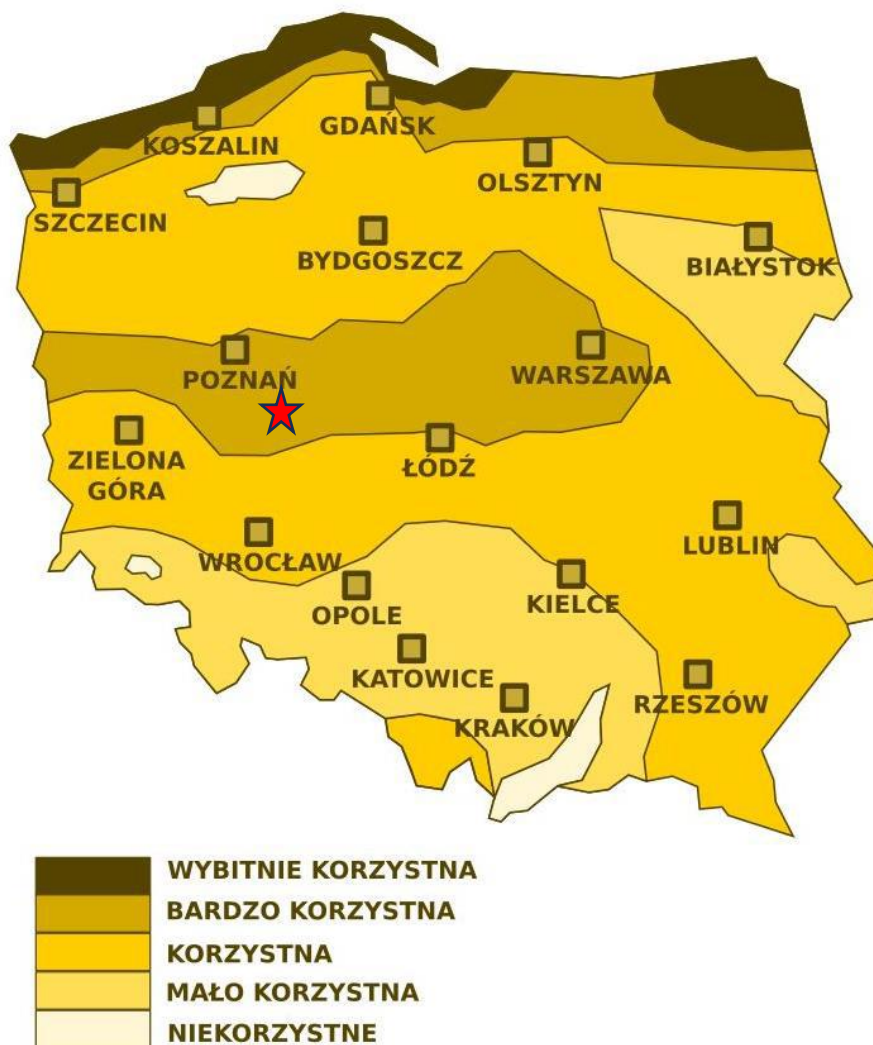 GDAŃSK
KOSZALIN
OLSZTYN
SZCZECIN
BYDGOSZCZ
BIAŁYSTOK
POZNAŃ
WARSZAWA
ZIELONA
GÓRA
ŁÓDŹ
WROCŁAW
LUBLIN
OPOLE
KIELCE
KATOWICE
KRAKÓW
RZESZÓW
WYBITNIE KORZYSTNA
BARDZO KORZYSTNA
KORZYSTNA
MAŁO KORZYSTNA
NIEKORZYSTNE